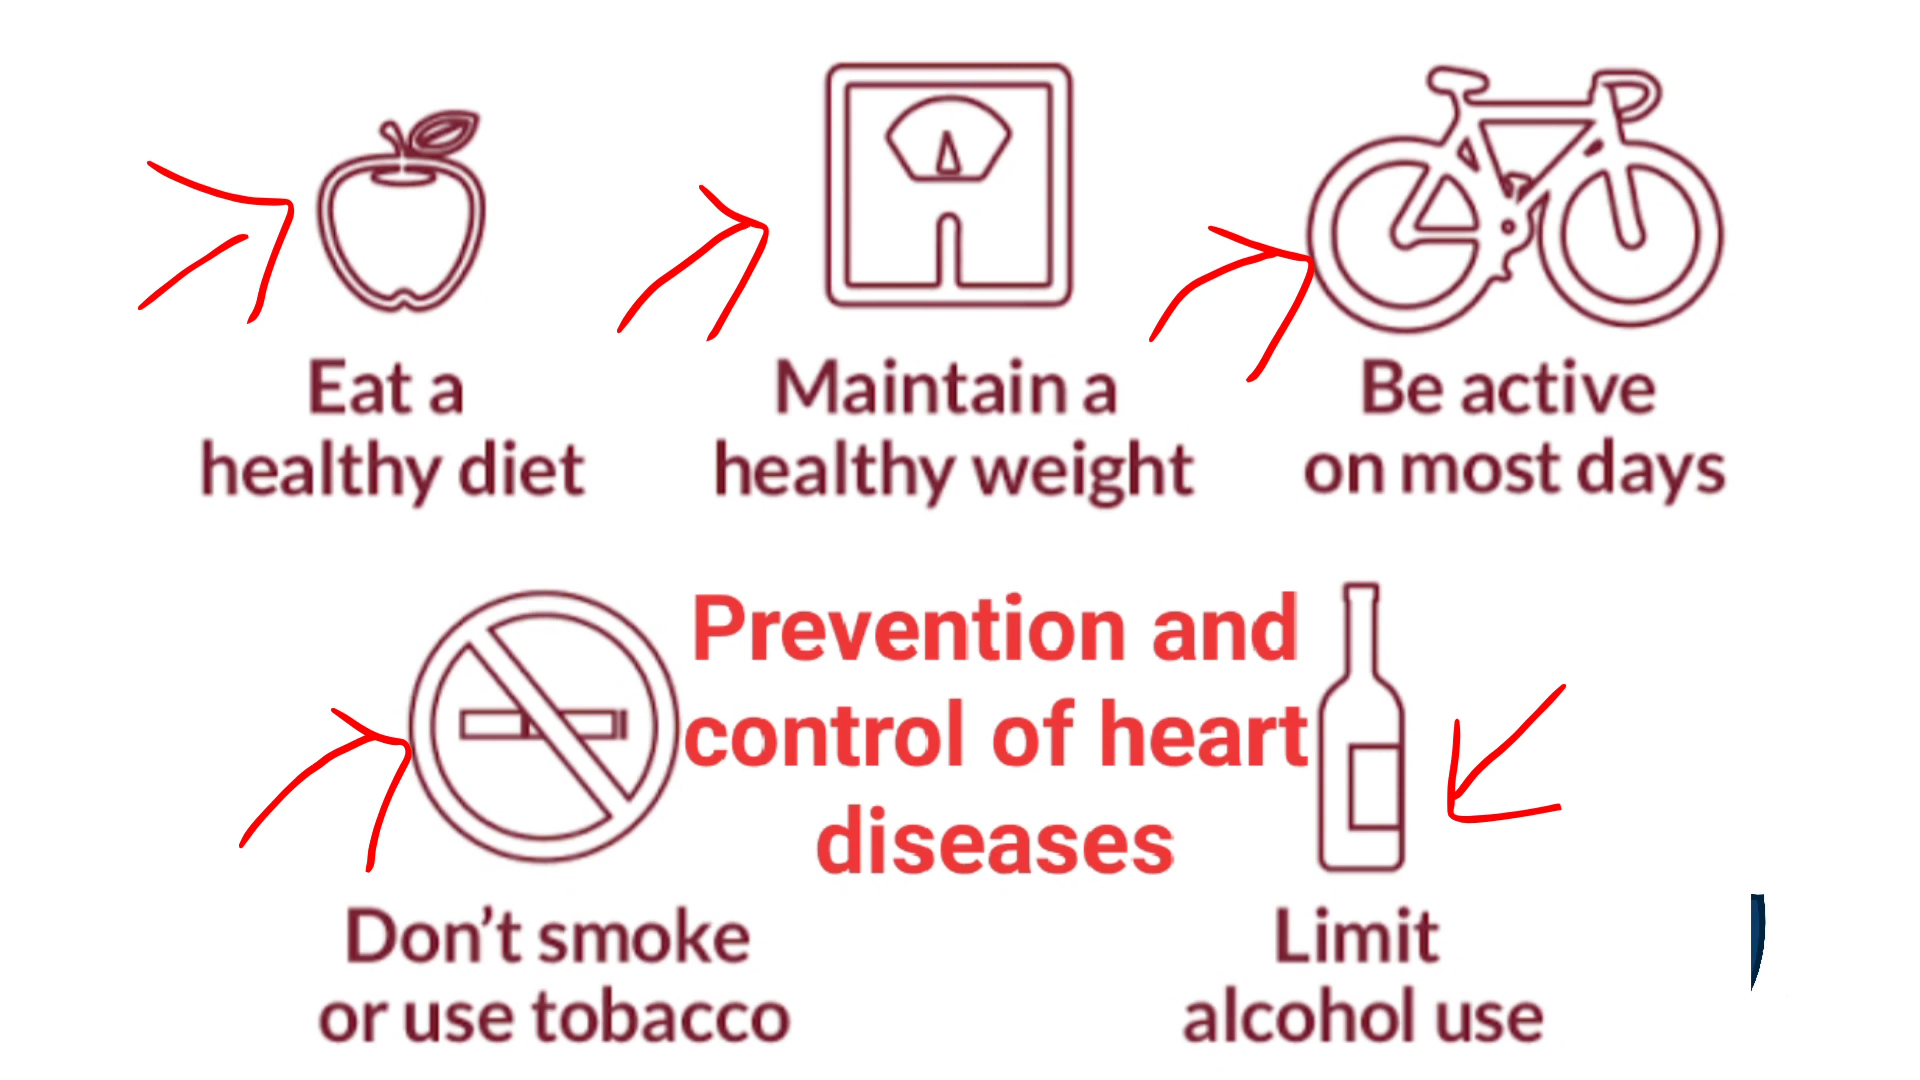 Eat a
healthy diet
Maintain a
healthy weight
Be active
on most days
Prevention and
control of heart
diseases
Don't smoke
or use tobacco
Limit
alcohol use